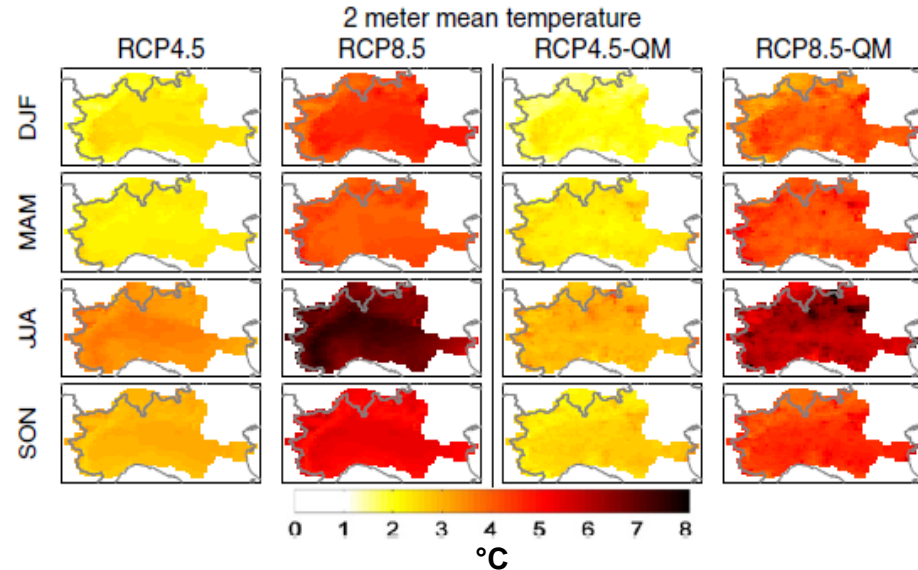 2 meter mean temperature
RCP4.5 RCP8.5 RCP4.5-QM RCP8.5-QM
DJF
MAM
JJA
SON
0 1 2 3 4 5 6 7 8
°C